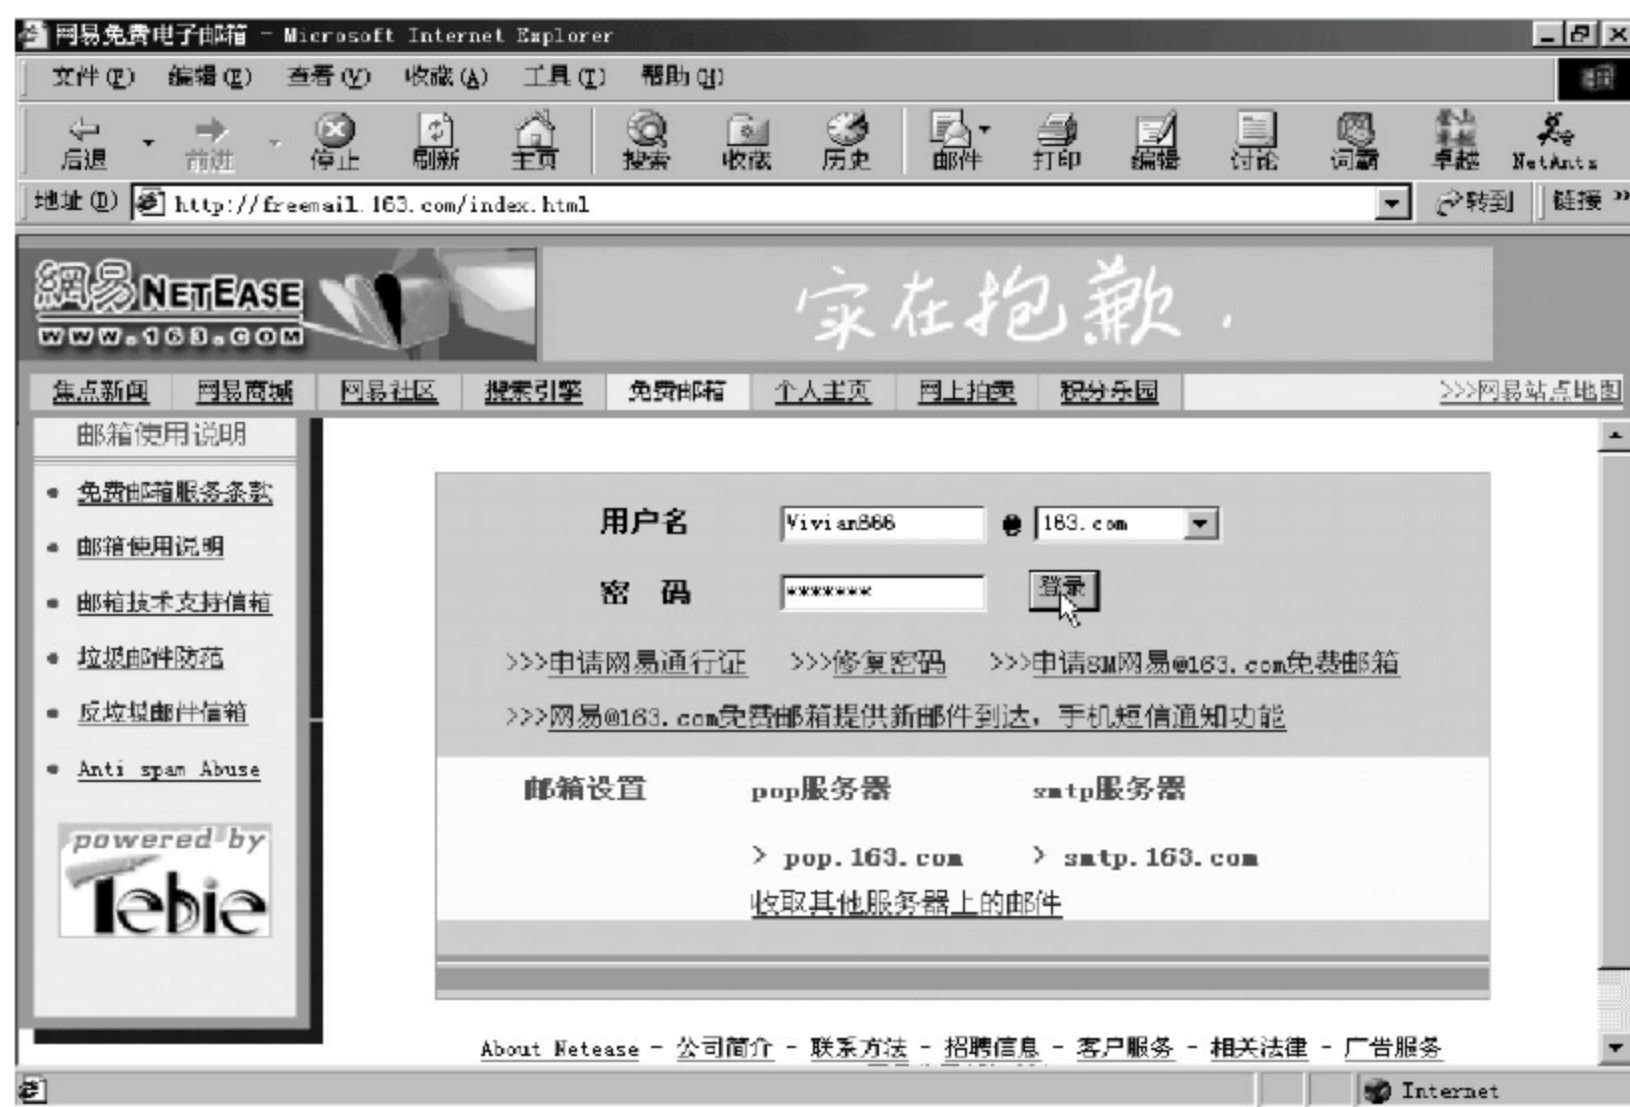 网易免费电子邮箱 - Microsoft Internet Explorer
文件(F) 编辑(E) 查看(V) 收藏(A) 工具(T) 帮助(H)
后退 前进 停止 刷新 主页 搜索 收藏 历史 邮件 打印 编辑 讨论 词霸 卓越 NetAnts
地址(D) http://freemail.163.com/index.html 转到 链接 »
網易 NETEASE
www.163.com
家在抱歉.
焦点新闻 网易商城 网易社区 搜索引擎 免费邮箱 个人主页 网上拍卖 积分乐园 >>>网易站点地图
邮箱使用说明
免费邮箱服务条款
邮箱使用说明
邮箱技术支持信箱
垃圾邮件防范
反垃圾邮件信箱
Anti spam Abuse
powered by
Tebie
用户名 @ 163.com
密 码 ******* 登录
>>>申请网易通行证 >>>修复密码 >>>申请8M网易@163.com免费邮箱
>>>网易@163.com免费邮箱提供新邮件到达，手机短信通知功能
邮箱设置 pop服务器 smtp服务器
> pop.163.com > smtp.163.com
收取其他服务器上的邮件
About Netease - 公司简介 - 联系方法 - 招聘信息 - 客户服务 - 相关法律 - 广告服务
Internet